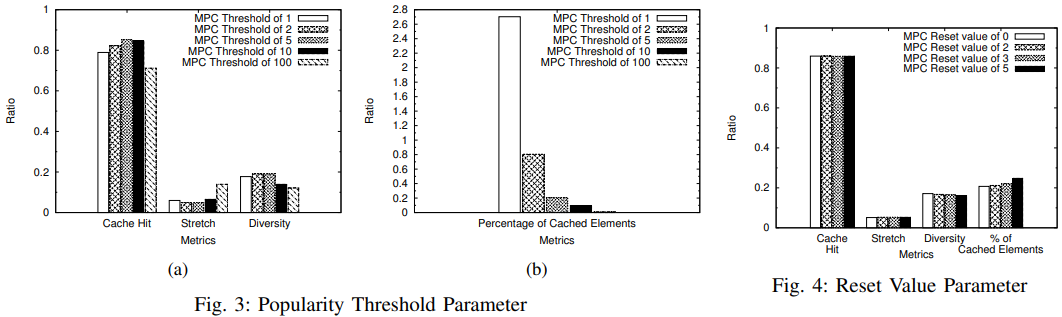 1
0.8
0.6
0.4
0.2
0
Ratio
MPC Threshold of 1
MPC Threshold of 2
MPC Threshold of 5
MPC Threshold of 10
MPC Threshold of 100
Cache Hit
Stretch
Diversity
Metrics
(a)
2.8
2.6
2.4
2.2
2
1.8
1.6
1.4
1.2
1
0.8
0.6
0.4
0.2
0
Ratio
MPC Threshold of 1
MPC Threshold of 2
MPC Threshold of 5
MPC Threshold of 10
MPC Threshold of 100
Percentage of Cached Elements
Metrics
(b)
Fig. 3: Popularity Threshold Parameter
1
0.8
0.6
0.4
0.2
0
Ratio
MPC Reset value of 0
MPC Reset value of 2
MPC Reset value of 3
MPC Reset value of 5
Cache
Hit
Stretch
Diversity
% of
Cached Elements
Metrics
Fig. 4: Reset Value Parameter